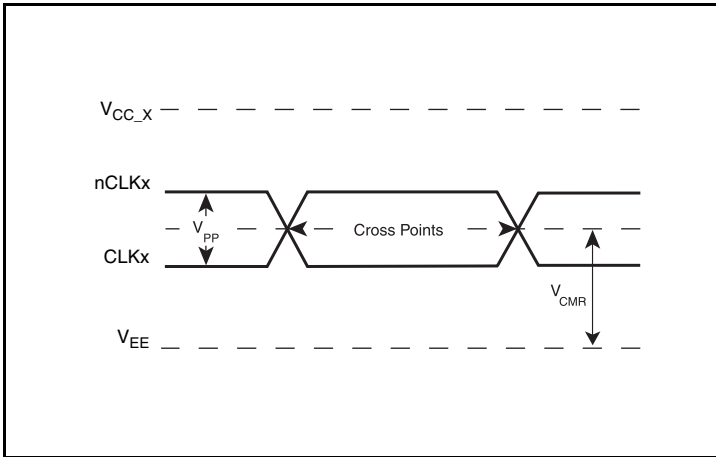 VCC_X
nCLKx
VPP
Cross Points
CLKx
VCMR
VEE